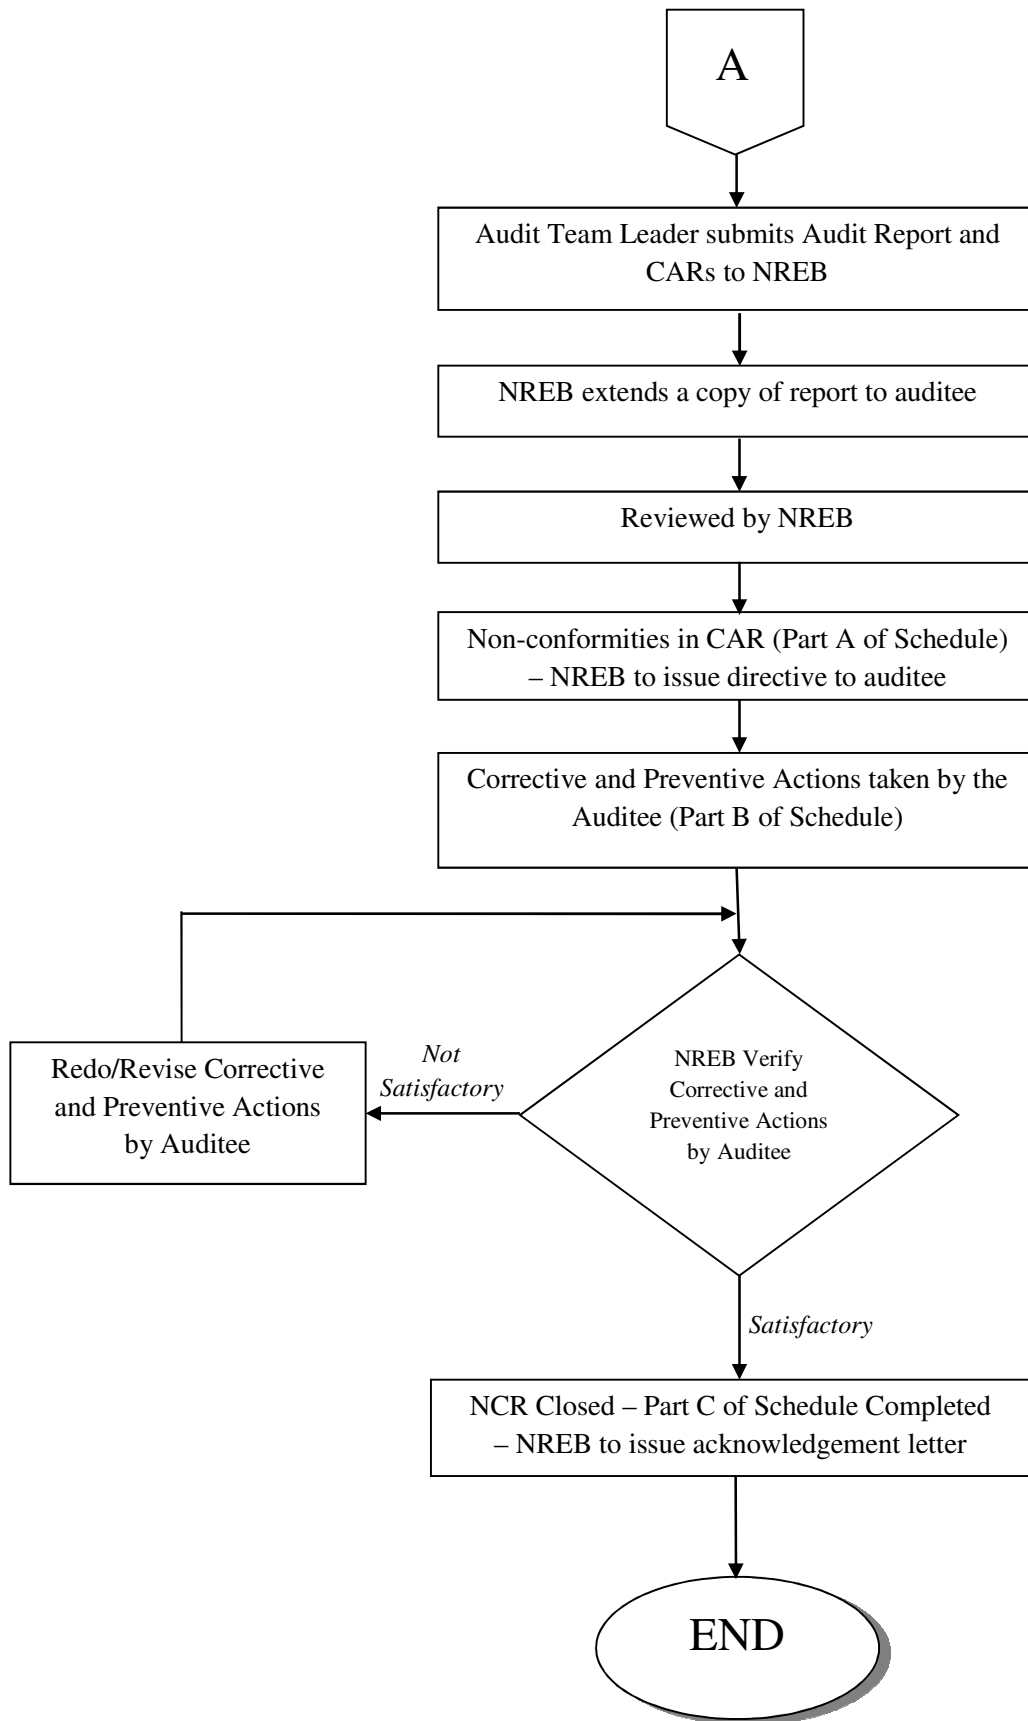 A
Audit Team Leader submits Audit Report and
CARs to NREB
NREB extends a copy of report to auditee
Reviewed by NREB
Non-conformities in CAR (Part A of Schedule)
– NREB to issue directive to auditee
Corrective and Preventive Actions taken by the
Auditee (Part B of Schedule)
NREB Verify
Corrective and
Preventive Actions
by Auditee
Not
Satisfactory
Redo/Revise Corrective
and Preventive Actions
by Auditee
Satisfactory
NCR Closed – Part C of Schedule Completed
– NREB to issue acknowledgement letter
END